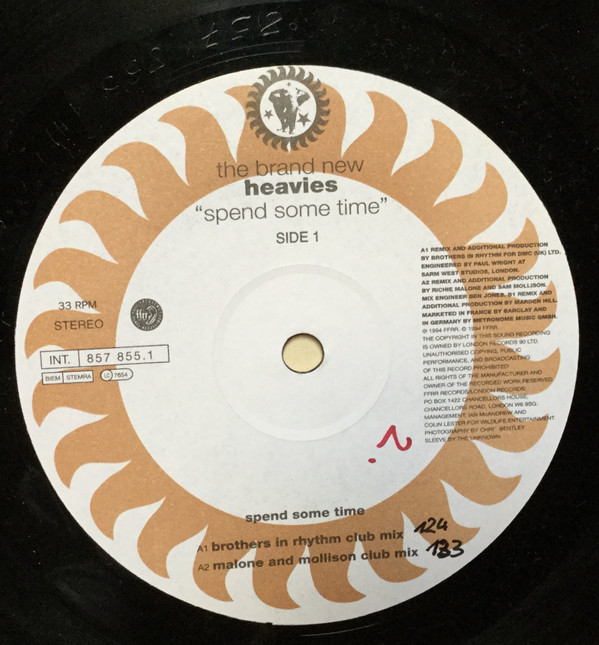 the brand new
heavies
“spend some time”
SIDE 1
33 RPM
STEREO
ffrr
INT. 857 855.1
BIEM STEMRA LC 7654
A1 REMIX AND ADDITIONAL PRODUCTION
BY BROTHERS IN RHYTHM FOR DMC (UK) LTD.
ENGINEERED BY PAUL WRIGHT AT
SARM WEST STUDIOS, LONDON.
A2 REMIX AND ADDITIONAL PRODUCTION
BY RICHIE MALONE AND SAM MOLLISON.
MIX ENGINEER BEN JONES. B1 REMIX AND
ADDITIONAL PRODUCTION BY MARDEN HILL.
MARKETED IN FRANCE BY BARCLAY AND
IN GERMANY BY METRONOME MUSIC GMBH.
℗ 1994 FFRR. © 1994 FFRR.
THE COPYRIGHT IN THIS SOUND RECORDING
IS OWNED BY LONDON RECORDS 90 LTD.
UNAUTHORISED COPYING, PUBLIC
PERFORMANCE, AND BROADCASTING
OF THIS RECORD PROHIBITED
ALL RIGHTS OF THE MANUFACTURER AND
OWNER OF THE RECORDED WORK RESERVED
FFRR RECORDS/LONDON RECORDS,
PO BOX 1422 CHANCELLORS HOUSE,
CHANCELLORS ROAD, LONDON W6 9SG.
MANAGEMENT, IAN McANDREW AND
COLIN LESTER FOR WILDLIFE ENTERTAINMENT.
PHOTOGRAPHY BY CHRIS BENTLEY
SLEEVE BY THE UNKNOWN
spend some time
A1 brothers in rhythm club mix 124
A2 malone and mollison club mix 133